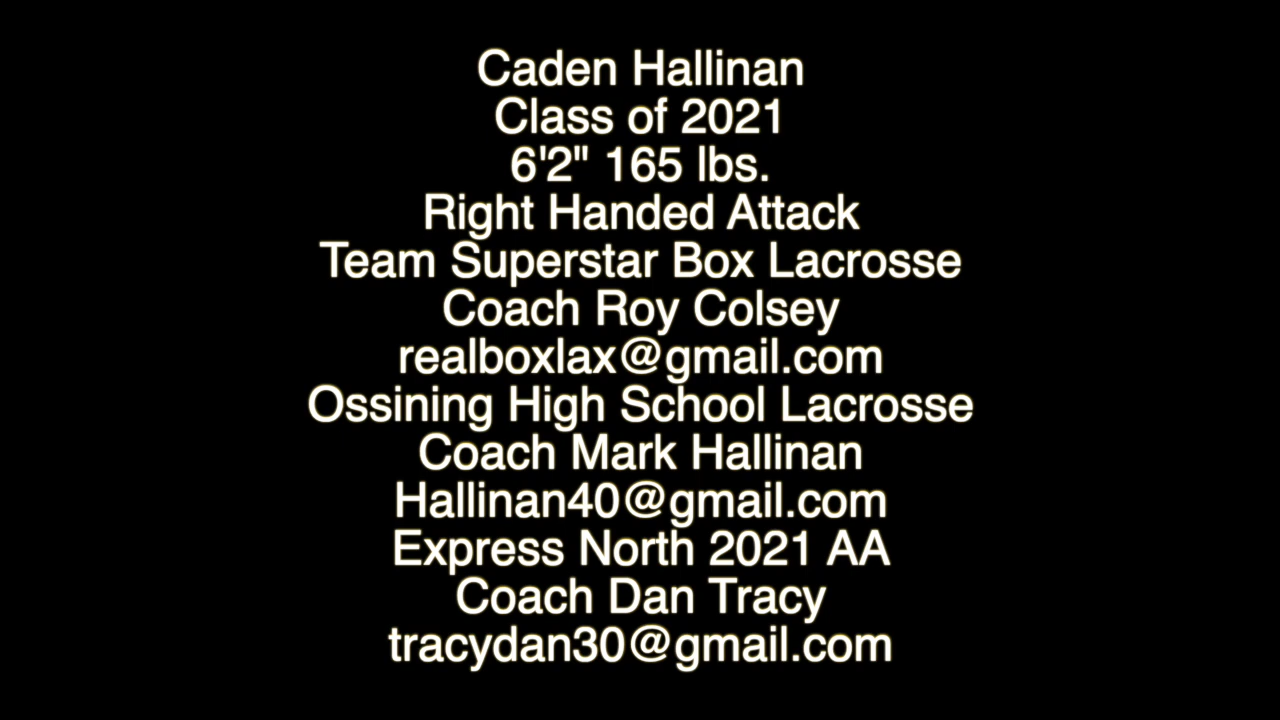 Caden Hallinan
Class of 2021
6'2" 165 lbs.
Right Handed Attack
Team Superstar Box Lacrosse
Coach Roy Colsey
realboxlax@gmail.com
Ossining High School Lacrosse
Coach Mark Hallinan
Hallinan40@gmail.com
Express North 2021 AA
Coach Dan Tracy
tracydan30@gmail.com